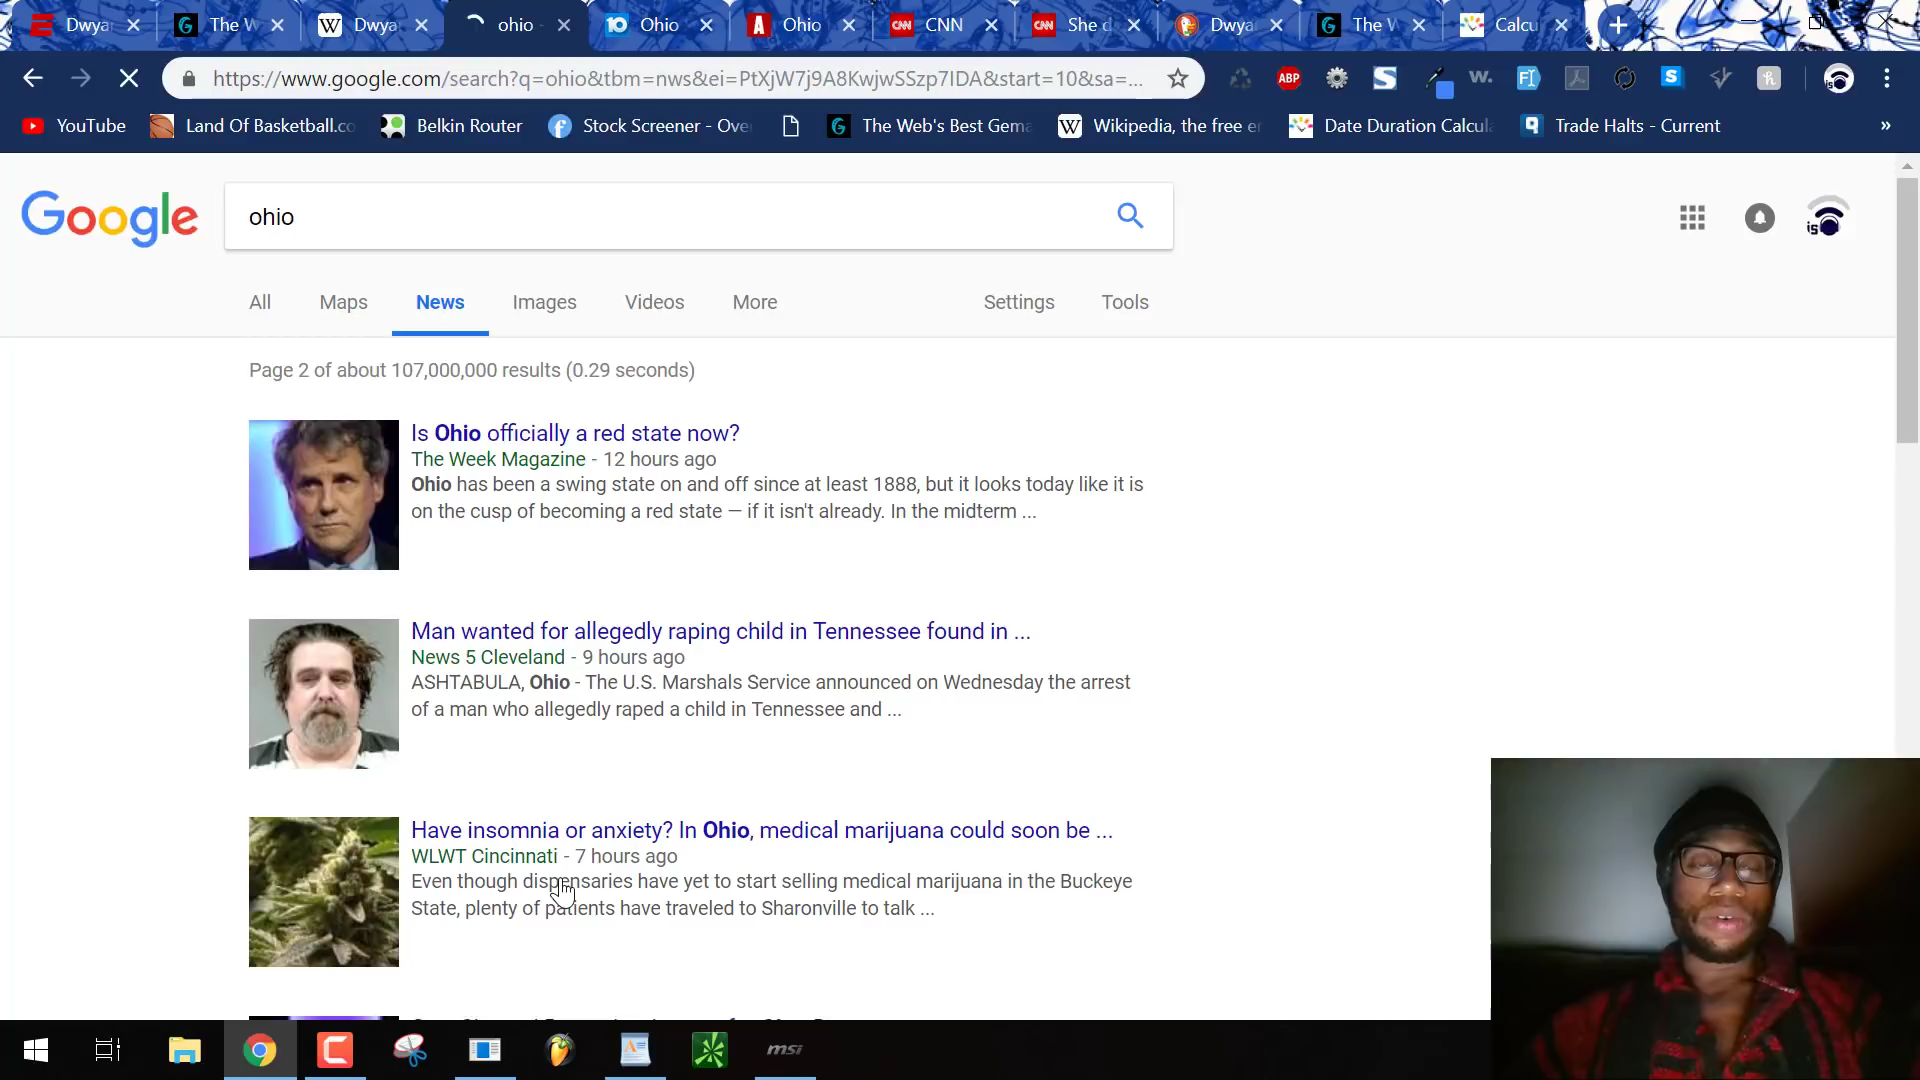 Dwya
The W
Dwya
ohio -
Ohio
Ohio
CNN
She d
Dwya
The W
Calcu
https://www.google.com/search?q=ohio&tbm=nws&ei=PtXjW7j9A8KwjwSSzp7IDA&start=10&sa=...
ABP
YouTube
Land Of Basketball.co
Belkin Router
Stock Screener - Ove
The Web's Best Gema
Wikipedia, the free e
Date Duration Calcul
Trade Halts - Current
»
Google
ohio
All
Maps
News
Images
Videos
More
Settings
Tools
Page 2 of about 107,000,000 results (0.29 seconds)
Is Ohio officially a red state now?
The Week Magazine - 12 hours ago
Ohio has been a swing state on and off since at least 1888, but it looks today like it is
on the cusp of becoming a red state — if it isn't already. In the midterm ...
Man wanted for allegedly raping child in Tennessee found in ...
News 5 Cleveland - 9 hours ago
ASHTABULA, Ohio - The U.S. Marshals Service announced on Wednesday the arrest
of a man who allegedly raped a child in Tennessee and ...
Have insomnia or anxiety? In Ohio, medical marijuana could soon be ...
WLWT Cincinnati - 7 hours ago
Even though dispensaries have yet to start selling medical marijuana in the Buckeye
State, plenty of patients have traveled to Sharonville to talk ...
msi